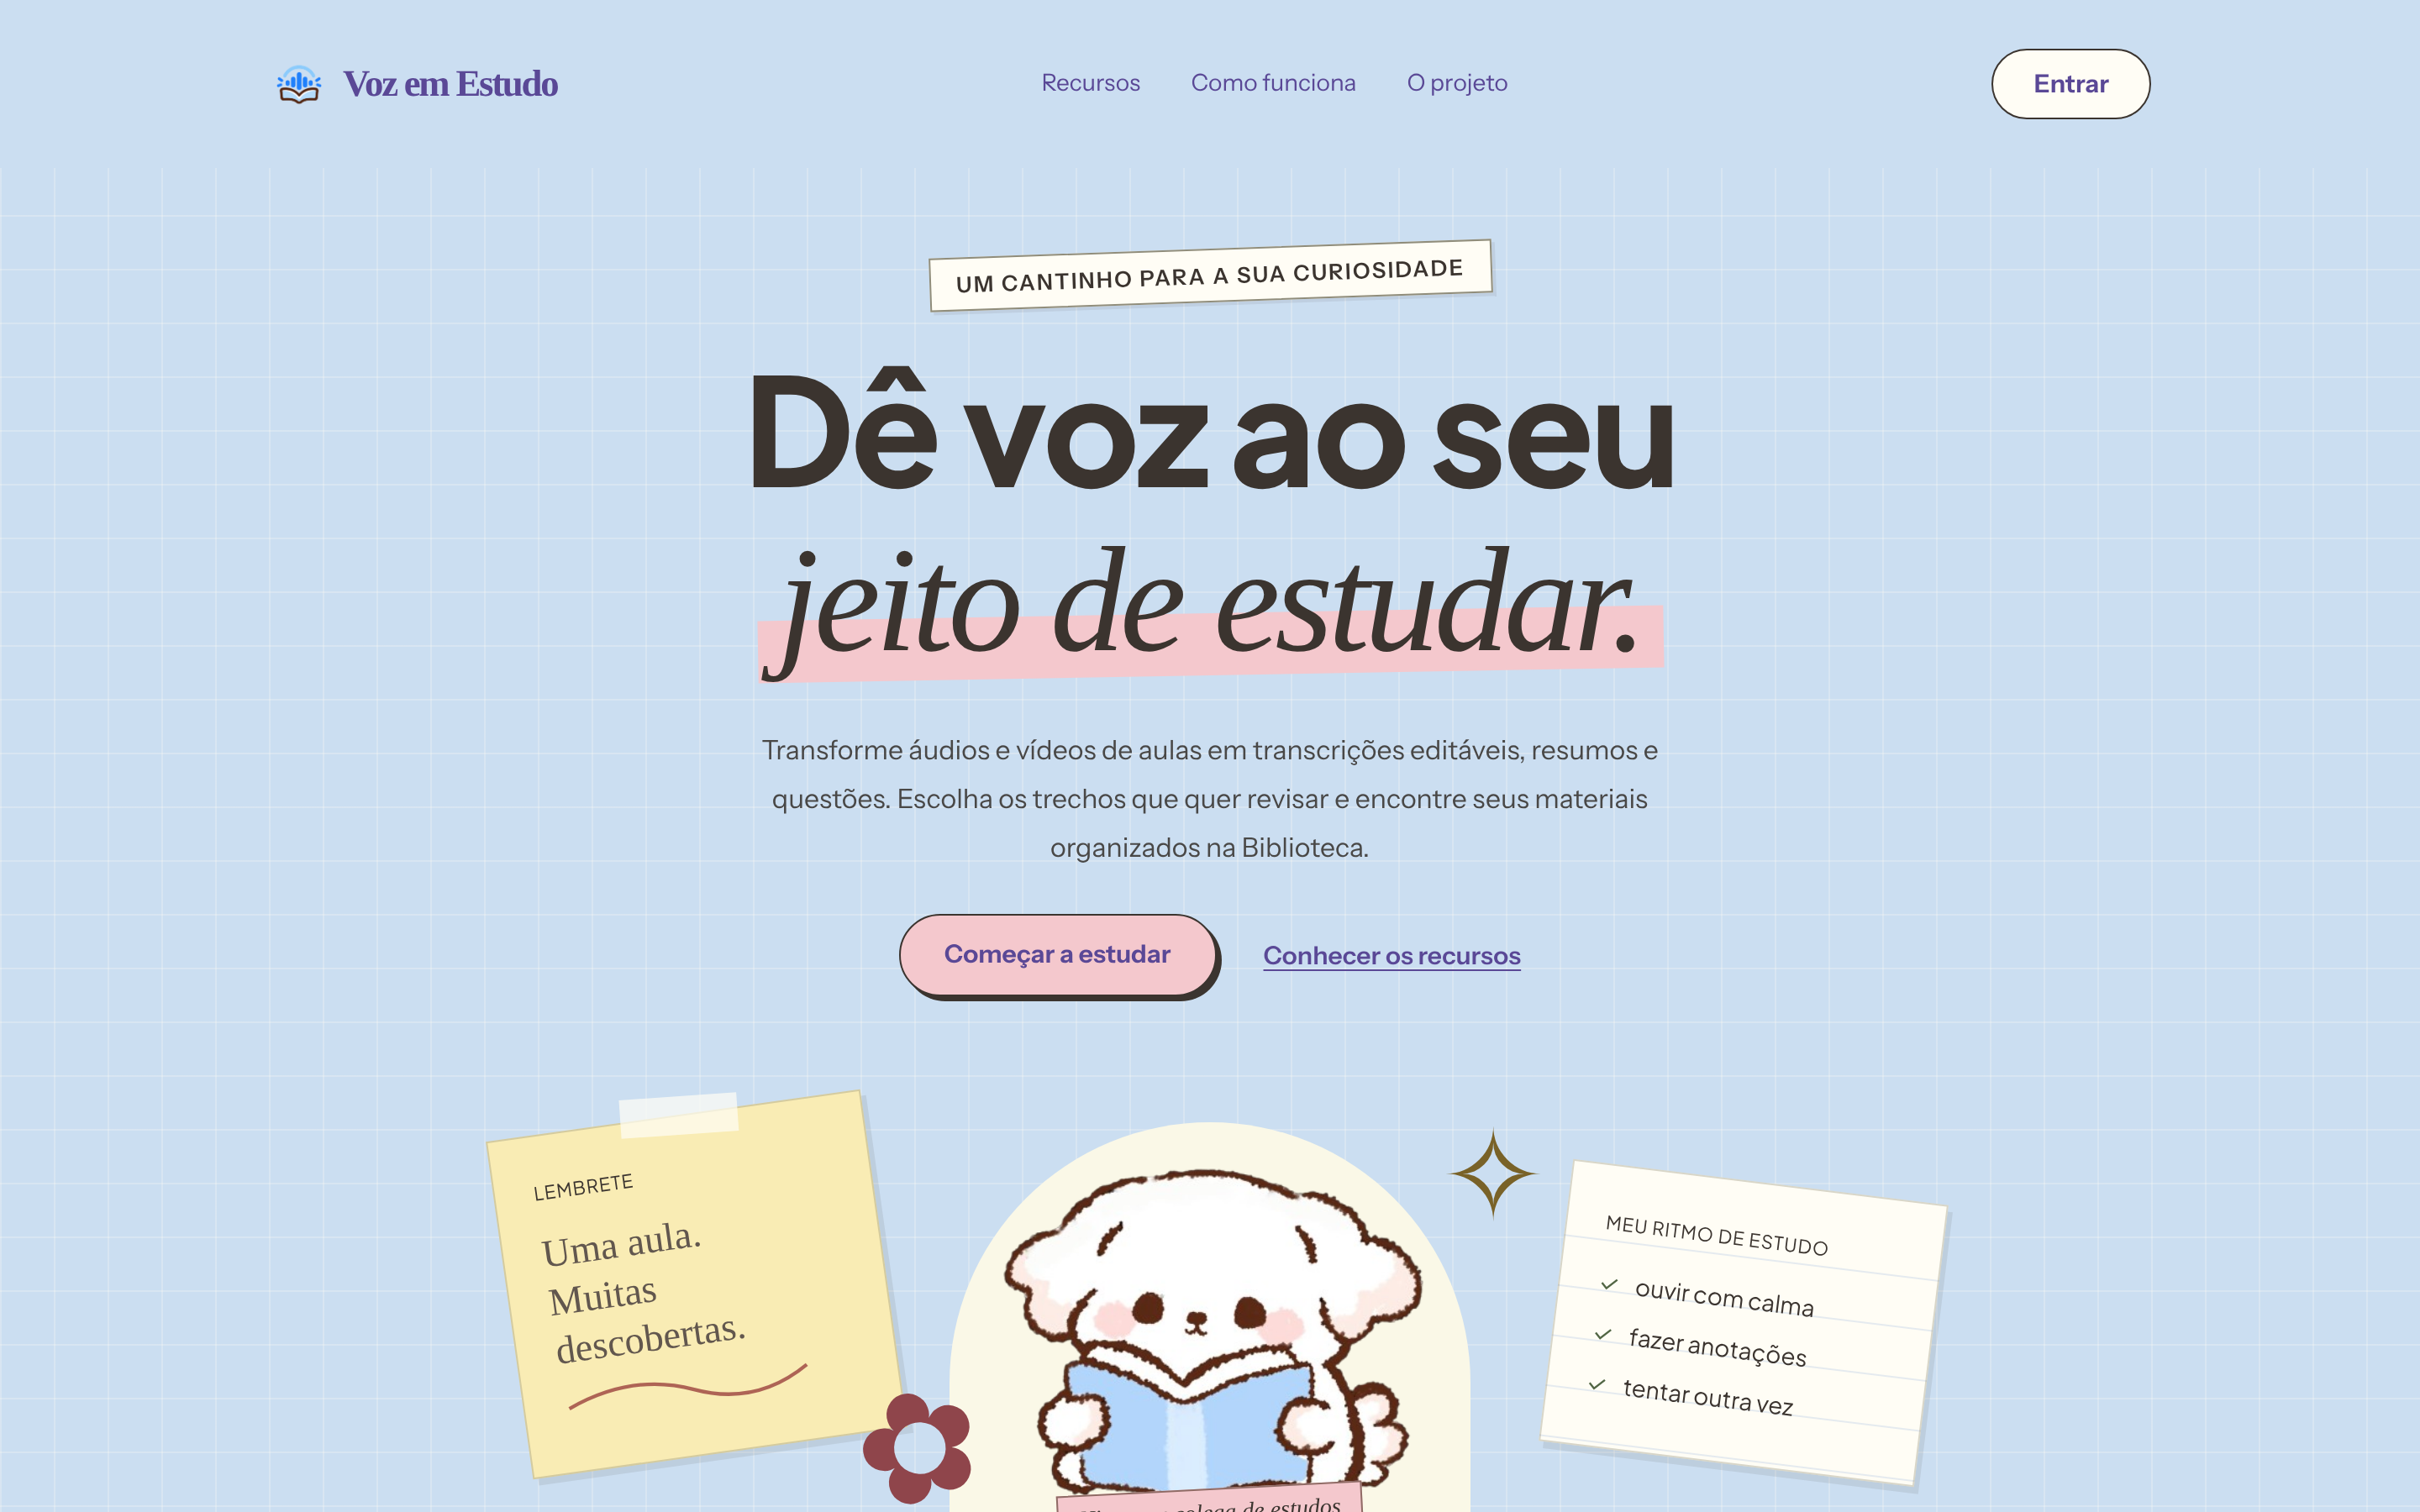 Voz em Estudo
Recursos
Como funciona
O projeto
Entrar
UM CANTINHO PARA A SUA CURIOSIDADE
Dê voz ao seu
jeito de estudar.
Transforme áudios e vídeos de aulas em transcrições editáveis, resumos e
questões. Escolha os trechos que quer revisar e encontre seus materiais
organizados na Biblioteca.
Começar a estudar
Conhecer os recursos
LEMBRETE
Uma aula.
Muitas
descobertas.
MEU RITMO DE ESTUDO
ouvir com calma
fazer anotações
tentar outra vez
colega de estudos